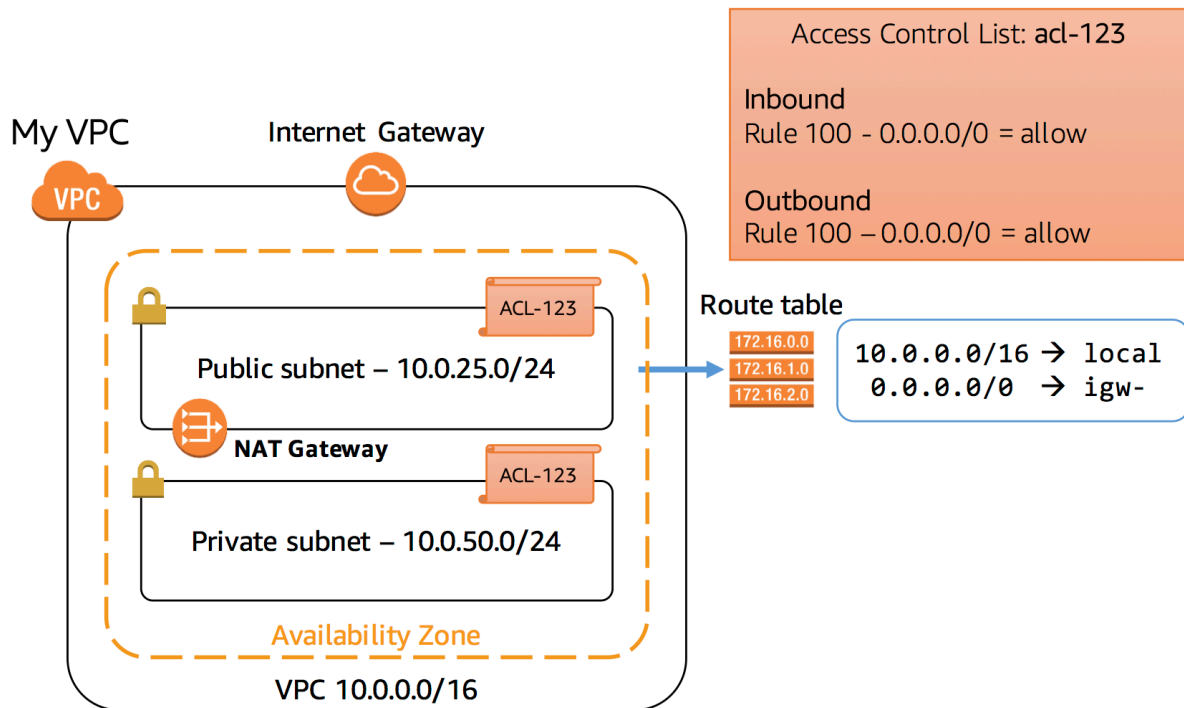 Access Control List: acl-123
Inbound
Rule 100 - 0.0.0.0/0 = allow
Outbound
Rule 100 – 0.0.0.0/0 = allow
My VPC
VPC
Internet Gateway
ACL-123
Public subnet – 10.0.25.0/24
NAT Gateway
ACL-123
Private subnet – 10.0.50.0/24
Availability Zone
VPC 10.0.0.0/16
Route table
172.16.0.0
172.16.1.0
172.16.2.0
10.0.0.0/16 → local
0.0.0.0/0 → igw-